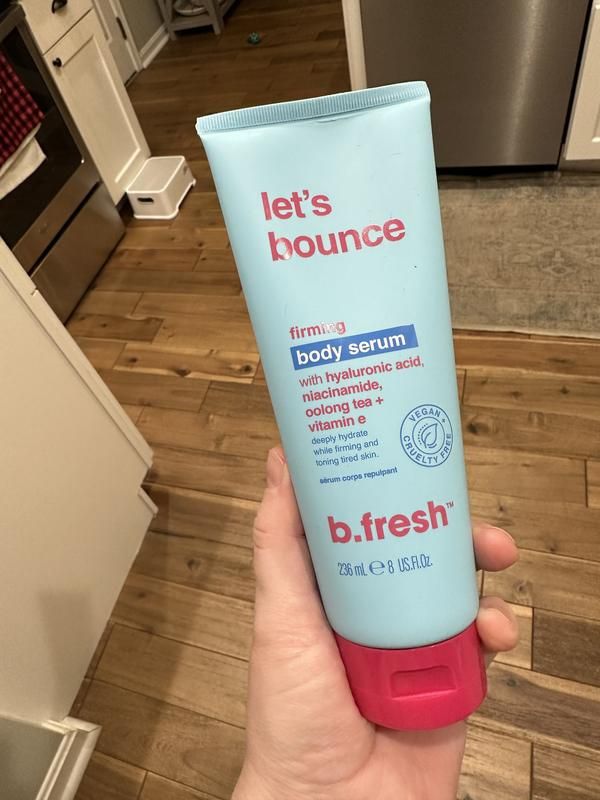 let's
bounce
firming
body serum
with hyaluronic acid,
niacinamide,
oolong tea +
vitamin e
deeply hydrate
while firming and
toning tired skin.
sérum corps repulpant
VEGAN +
CRUELTY FREE
b.fresh™
236 mL ℮ 8 US.Fl.Oz.